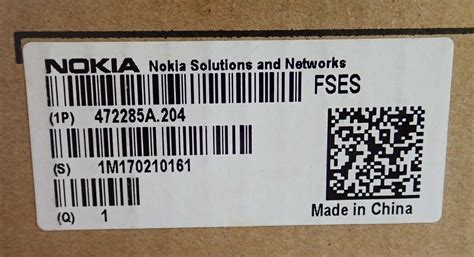 NOKIA Nokia Solutions and Networks
FSES
(1P) 472285A.204
(S) 1M170210161
(Q) 1
Made in China